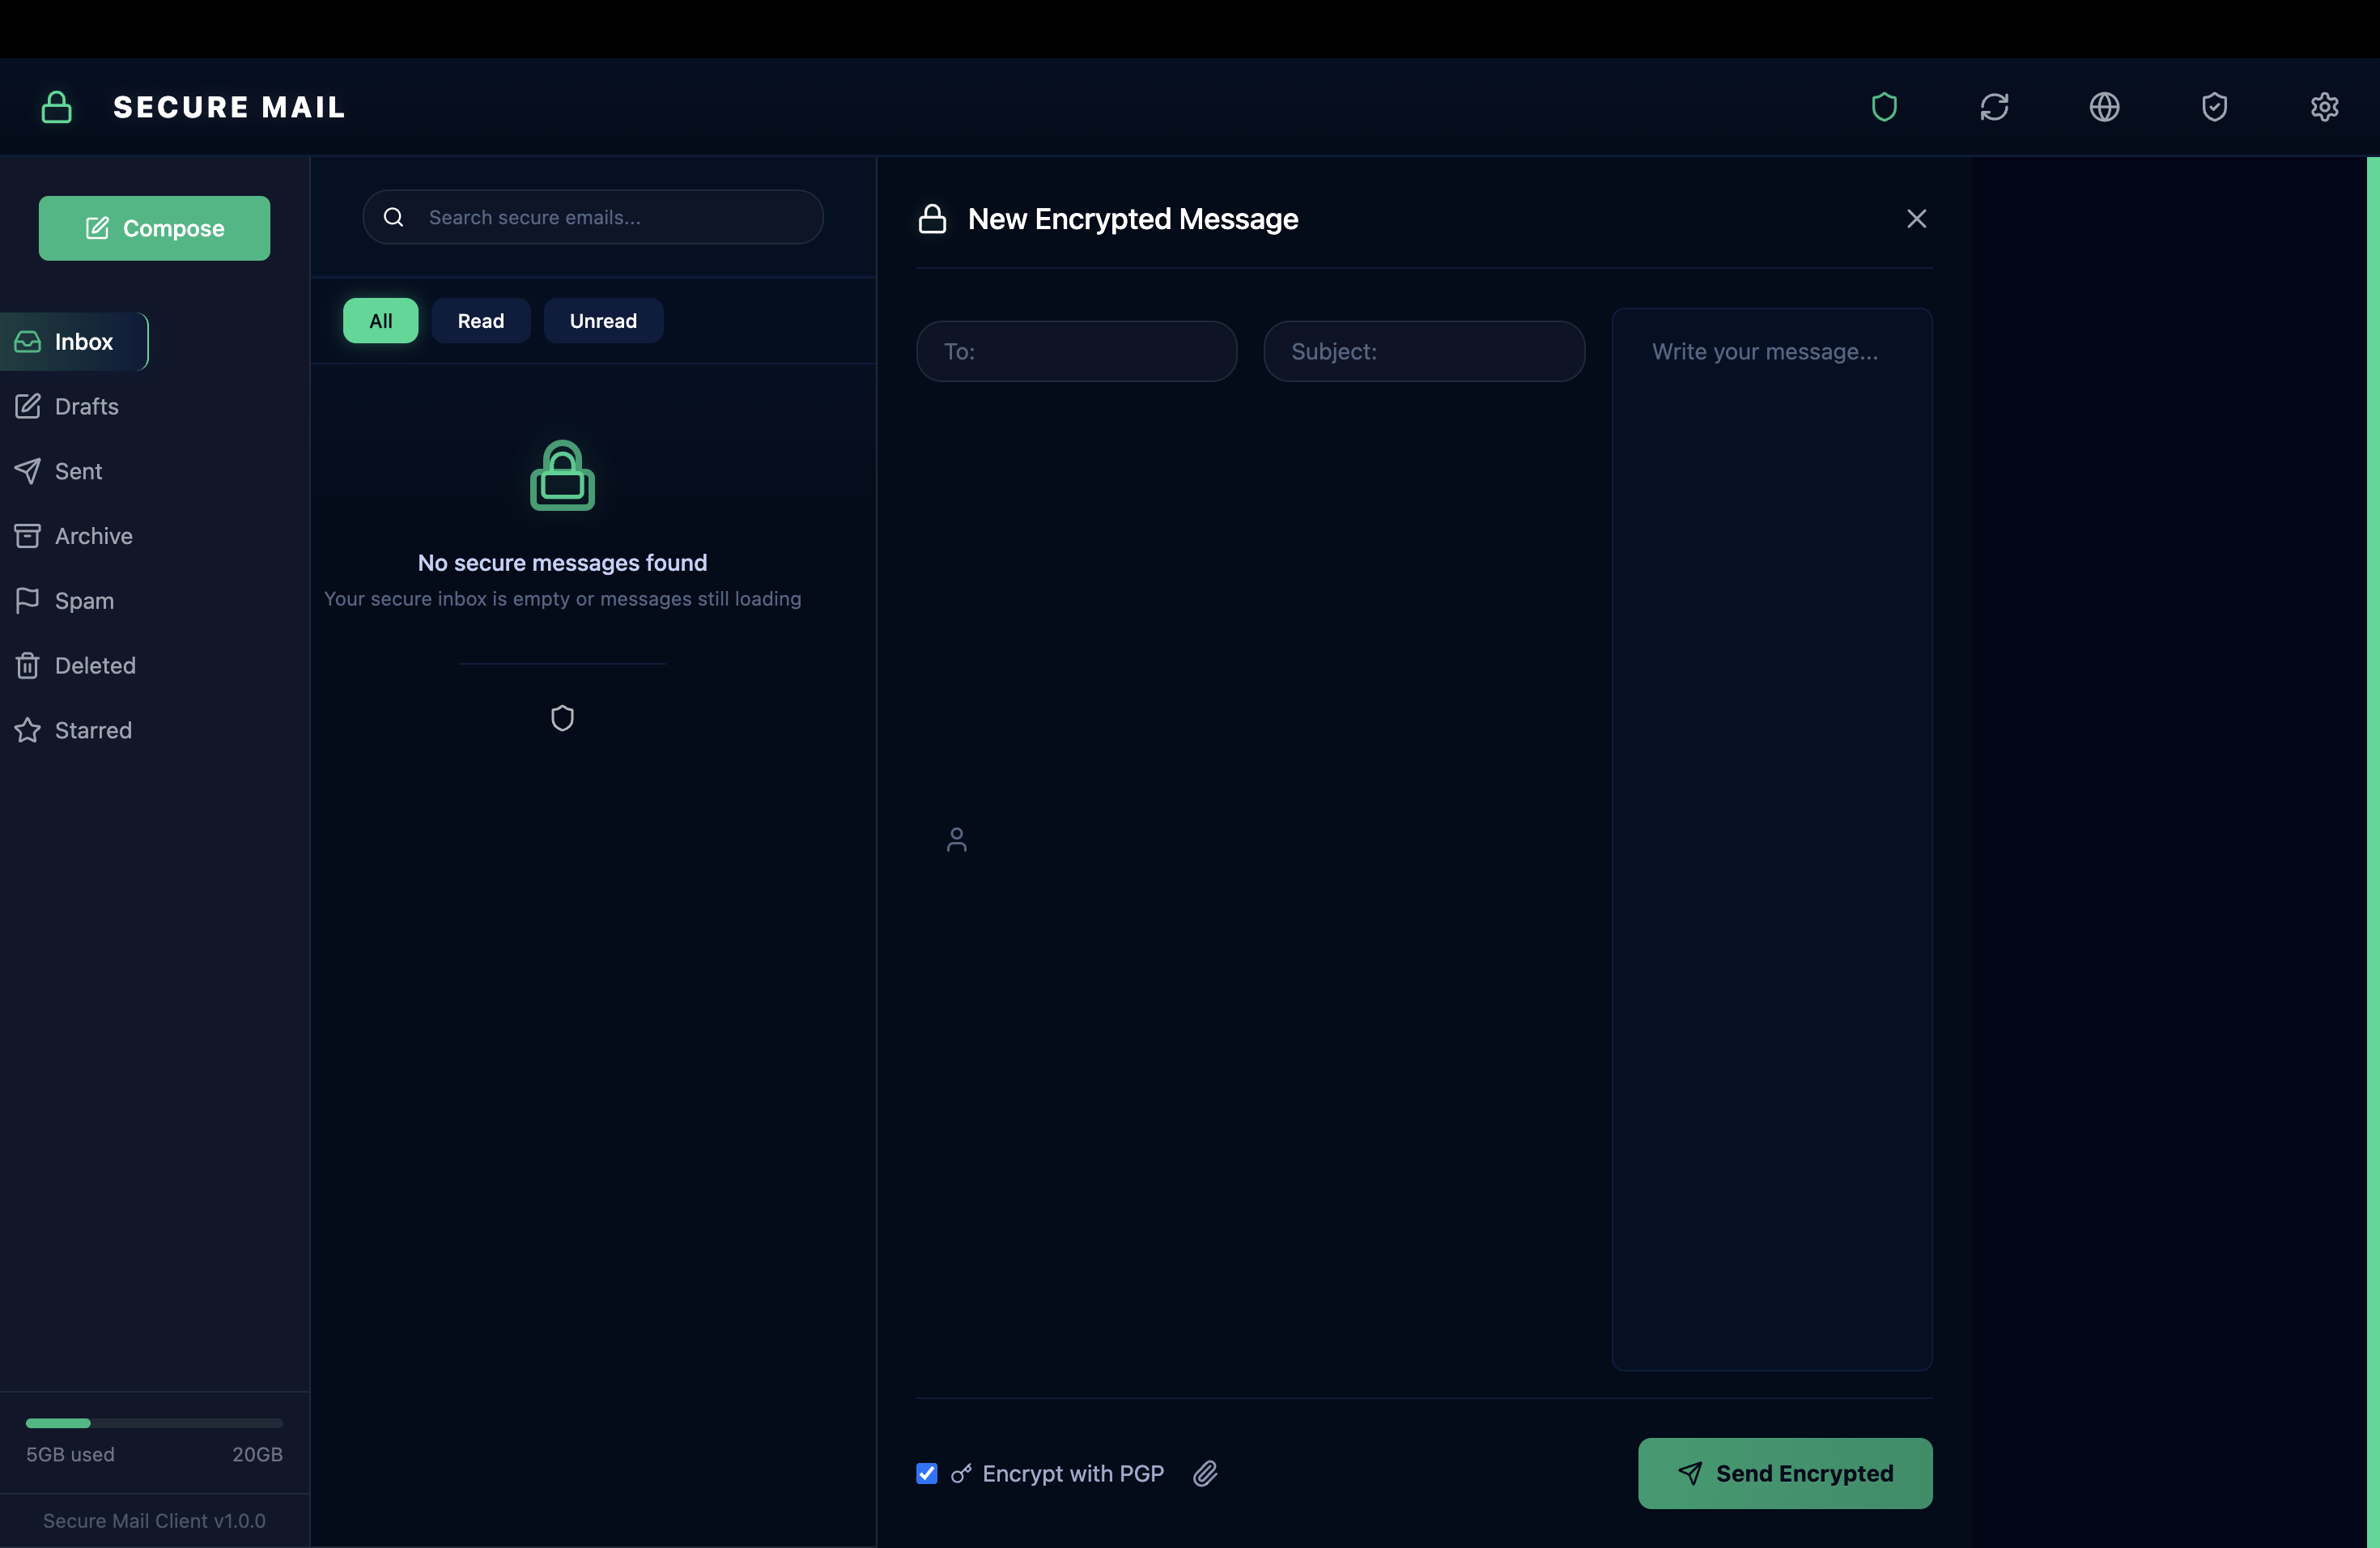 SECURE MAIL
Compose
Inbox
Drafts
Sent
Archive
Spam
Deleted
Starred
5GB used 20GB
Secure Mail Client v1.0.0
Search secure emails...
All Read Unread
No secure messages found
Your secure inbox is empty or messages still loading
New Encrypted Message
To: Subject: Write your message...
Encrypt with PGP Send Encrypted